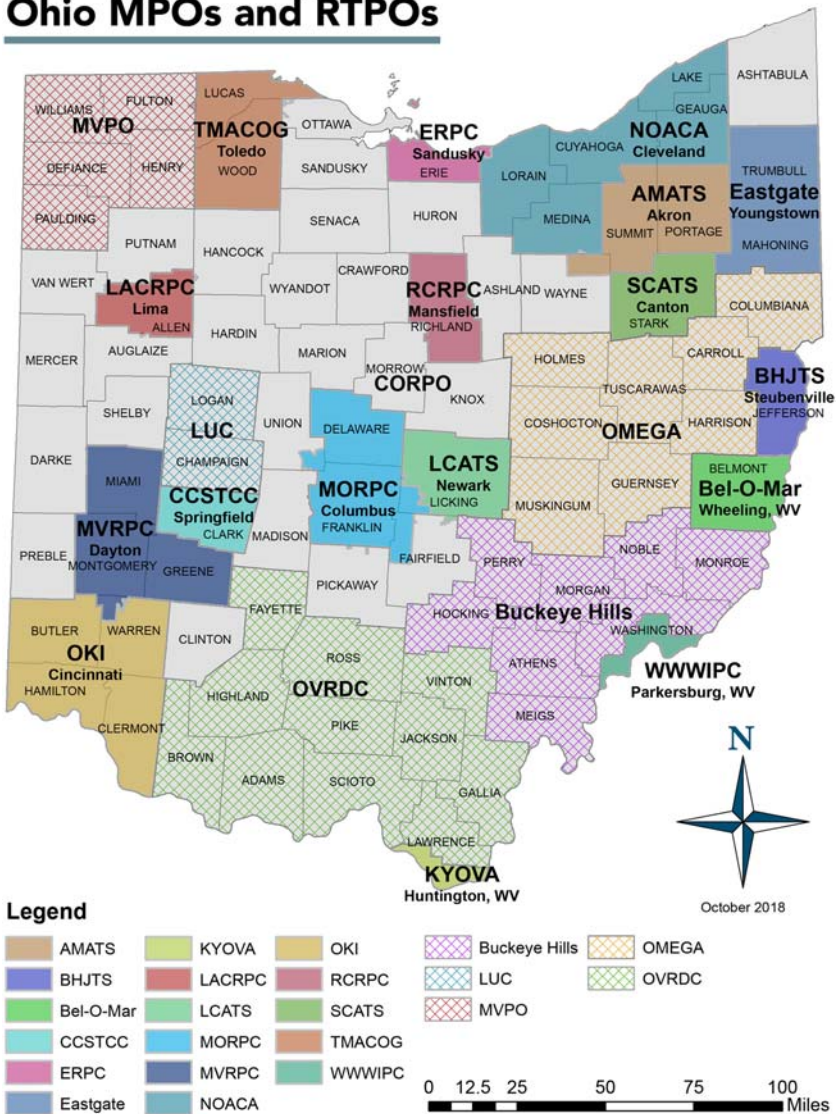 Ohio MPOs and RTPOs
LAKE
ASHTABULA
GEAUGA
WILLIAMS
FULTON
LUCAS
MVPO
TMACOG
Toledo
WOOD
OTTAWA
ERPC
Sandusky
ERIE
NOACA
Cleveland
CUYAHOGA
LORAIN
MEDINA
TRUMBULL
Eastgate
Youngstown
MAHONING
DEFIANCE
HENRY
SANDUSKY
AMATS
Akron
SUMMIT
PORTAGE
PAULDING
PUTNAM
HANCOCK
SENACA
HURON
VAN WERT
LACRPC
Lima
ALLEN
WYANDOT
CRAWFORD
RCRPC
Mansfield
RICHLAND
ASHLAND
WAYNE
SCATS
Canton
STARK
COLUMBIANA
MERCER
AUGLAIZE
HARDIN
MARION
MORROW
CORPO
KNOX
HOLMES
CARROLL
TUSCARAWAS
BHJTS
Steubenville
JEFFERSON
SHELBY
LOGAN
LUC
CHAMPAIGN
UNION
DELAWARE
COSHOCTON
OMEGA
HARRISON
DARKE
MIAMI
CCSTCC
Springfield
CLARK
MORPC
Columbus
FRANKLIN
LCATS
Newark
LICKING
MUSKINGUM
GUERNSEY
BELMONT
Bel-O-Mar
Wheeling, WV
PREBLE
MVRPC
Dayton
MONTGOMERY
GREENE
MADISON
FAIRFIELD
PICKAWAY
PERRY
NOBLE
MONROE
MORGAN
BUTLER
WARREN
OKI
Cincinnati
HAMILTON
CLERMONT
CLINTON
FAYETTE
HOCKING
Buckeye Hills
WASHINGTON
ATHENS
WWWIPC
Parkersburg, WV
MEIGS
ROSS
OVRDC
HIGHLAND
PIKE
VINTON
JACKSON
BROWN
ADAMS
SCIOTO
GALLIA
LAWRENCE
KYOVA
Huntington, WV
N
October 2018
Legend
AMATS
BHJTS
Bel-O-Mar
CCSTCC
ERPC
Eastgate
KYOVA
LACRPC
LCATS
MORPC
MVRPC
NOACA
OKI
RCRPC
SCATS
TMACOG
WWWIPC
Buckeye Hills
LUC
MVPO
OMEGA
OVRDC
0 12.5 25 50 75 100
Miles